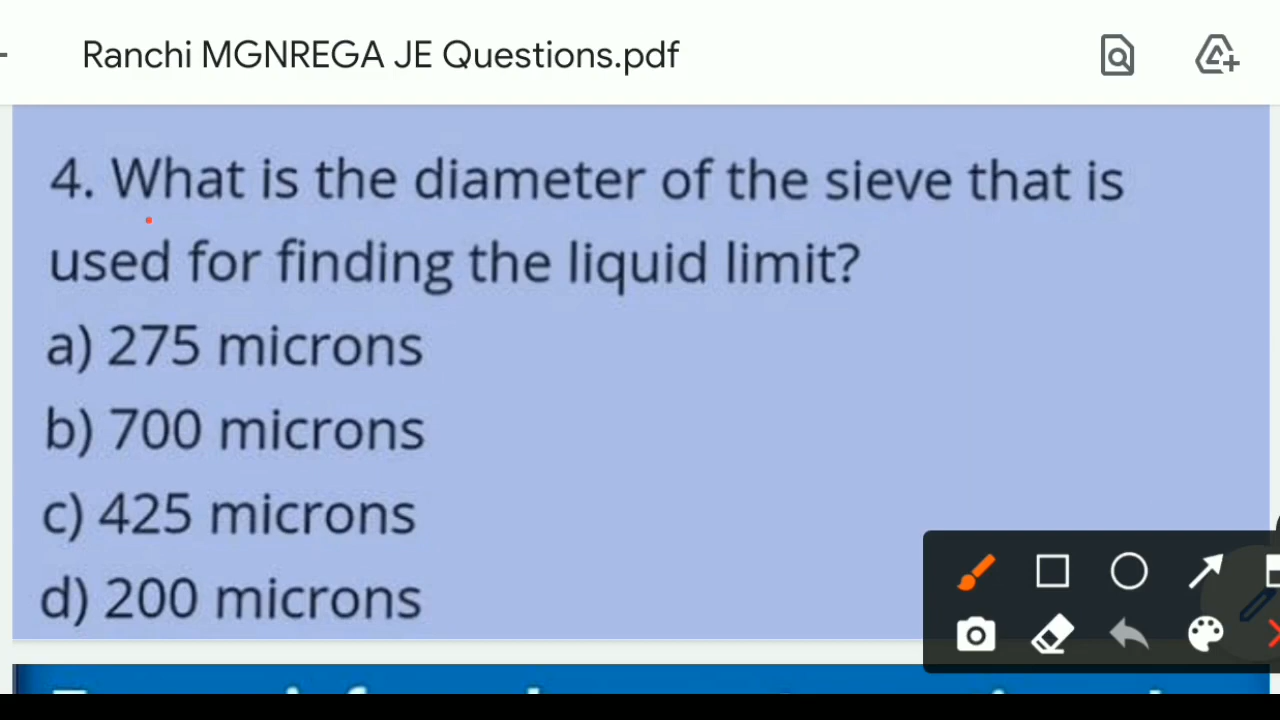 Ranchi MGNREGA JE Questions.pdf
4. What is the diameter of the sieve that is
used for finding the liquid limit?
a) 275 microns
b) 700 microns
c) 425 microns
d) 200 microns